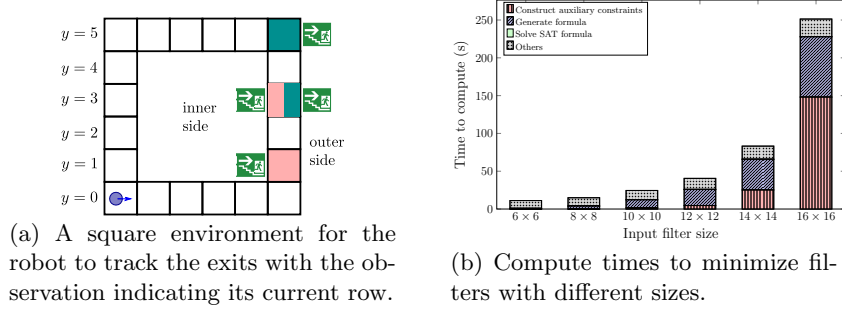 y = 5
y = 4
y = 3
y = 2
y = 1
y = 0
inner
side
outer
side
(a) A square environment for the
robot to track the exits with the ob-
servation indicating its current row.
Construct auxiliary constraints
Generate formula
Solve SAT formula
Others
Time to compute (s)
250
200
150
100
50
0
6 × 6
8 × 8
10 × 10
12 × 12
14 × 14
16 × 16
Input filter size
(b) Compute times to minimize fil-
ters with different sizes.